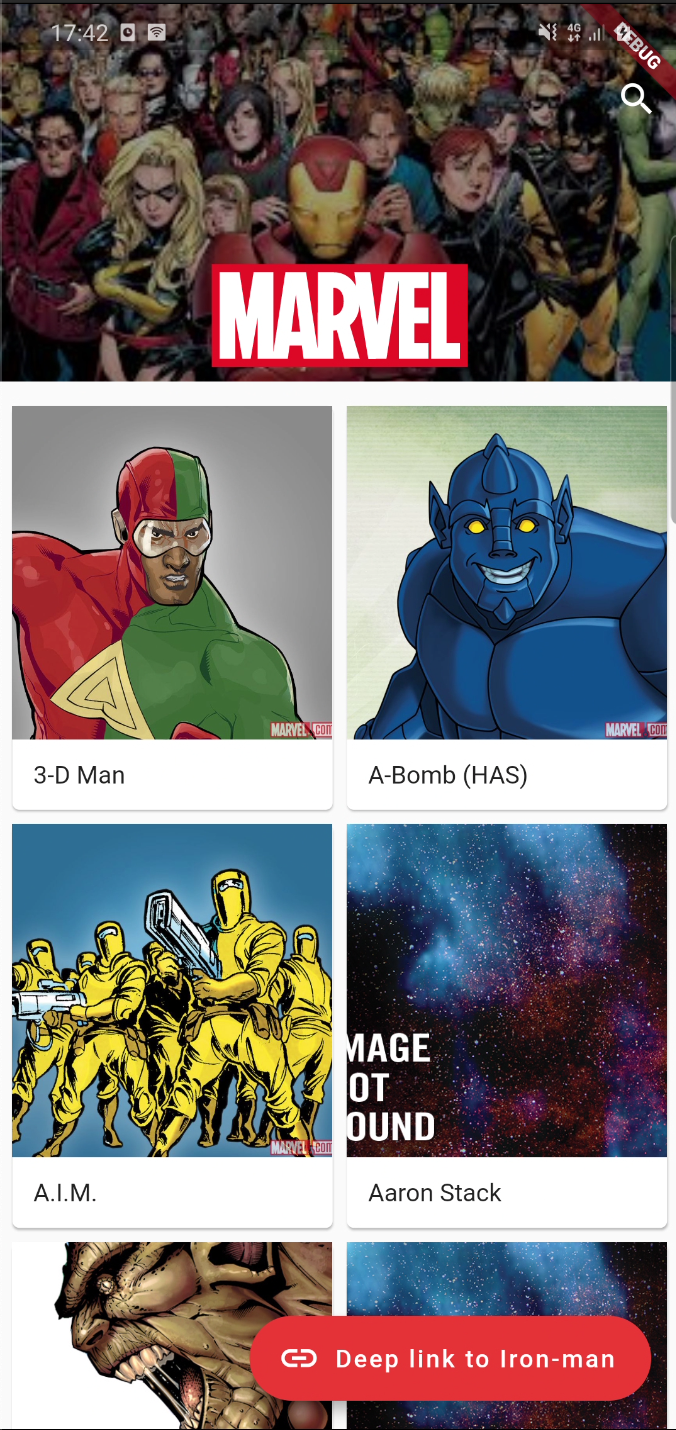 17:42
4G
DEBUG
MARVEL
MARVEL.COM
MARVEL.COM
3-D Man
A-Bomb (HAS)
MARVEL.COM
MAGE
OT
OUND
A.I.M.
Aaron Stack
Deep link to Iron-man